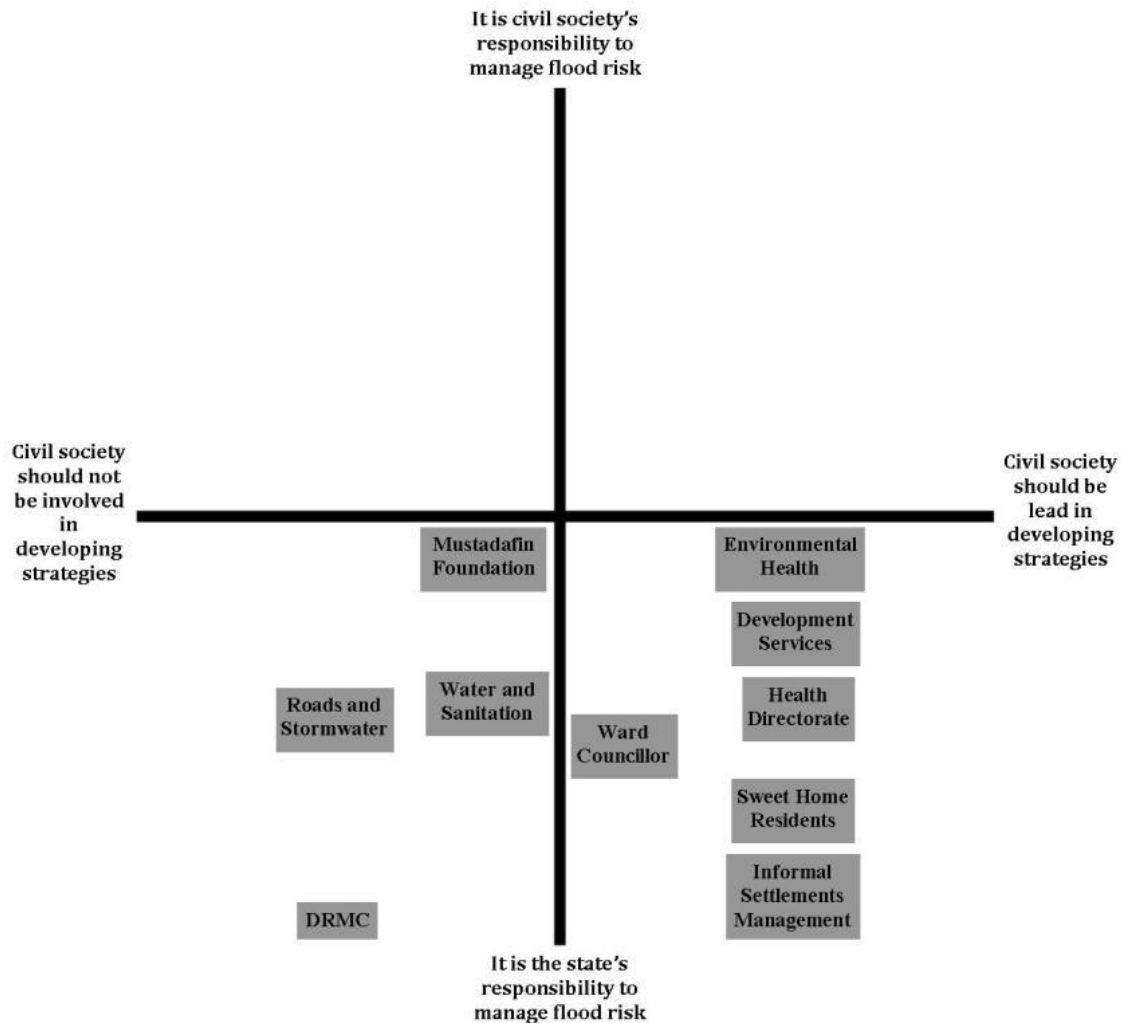 It is civil society's
responsibility to
manage flood risk
Civil society
should not
be involved
in
developing
strategies
Civil society
should be
lead in
developing
strategies
Mustadafin
Foundation
Environmental
Health
Development
Services
Roads and
Stormwater
Water and
Sanitation
Ward
Councillor
Health
Directorate
Sweet Home
Residents
DRMC
Informal
Settlements
Management
It is the state's
responsibility to
manage flood risk